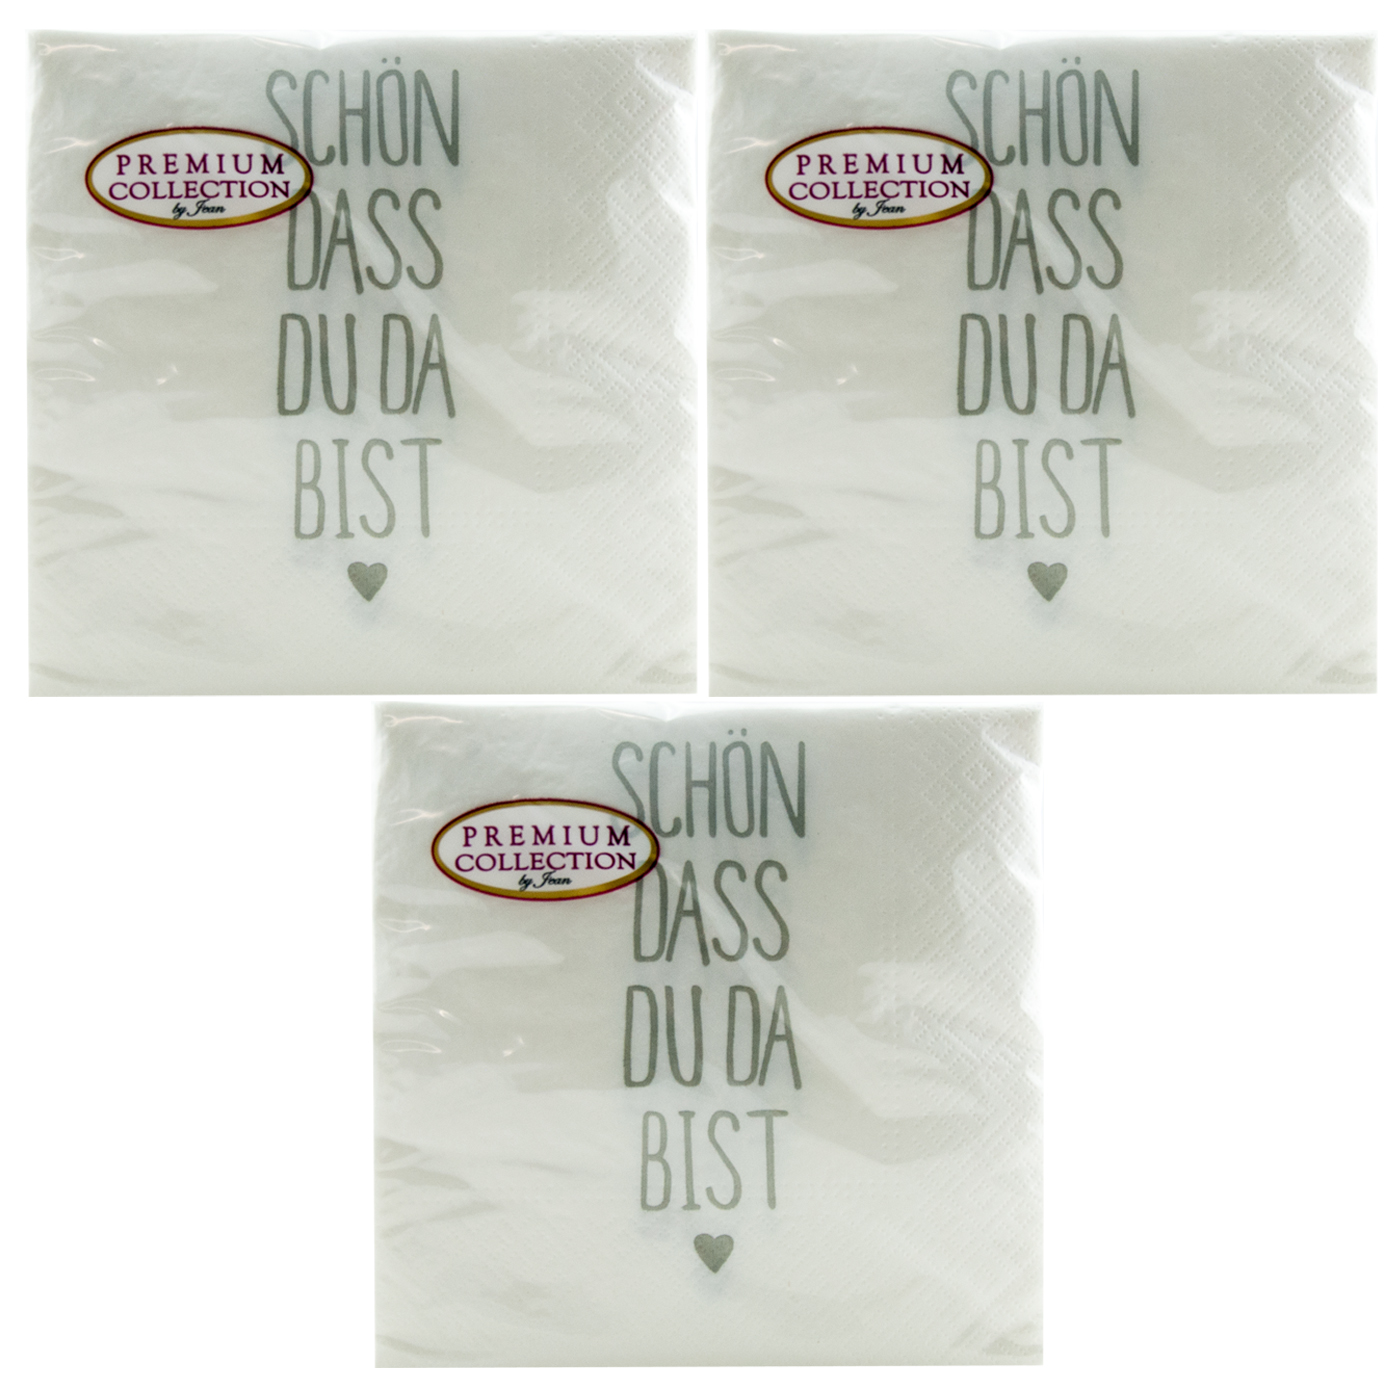 SCHÖN
PREMIUM
COLLECTION
by Jean
DASS
DU DA
BIST
SCHÖN
PREMIUM
COLLECTION
by Jean
DASS
DU DA
BIST
SCHÖN
PREMIUM
COLLECTION
by Jean
DASS
DU DA
BIST